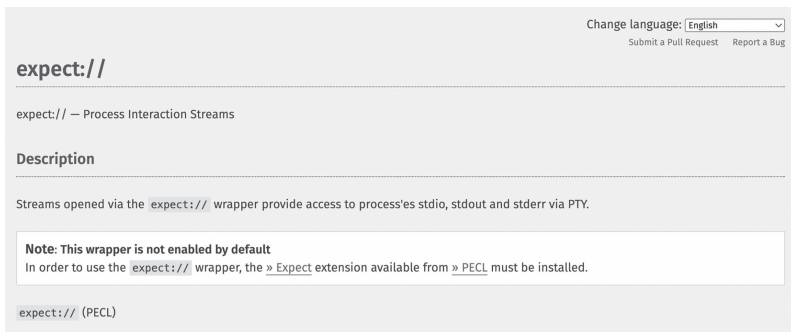 Change language: English
Submit a Pull Request Report a Bug
expect://
expect:// — Process Interaction Streams
Description
Streams opened via the expect:// wrapper provide access to process'es stdio, stdout and stderr via PTY.
Note: This wrapper is not enabled by default
In order to use the expect:// wrapper, the » Expect extension available from » PECL must be installed.
expect:// (PECL)